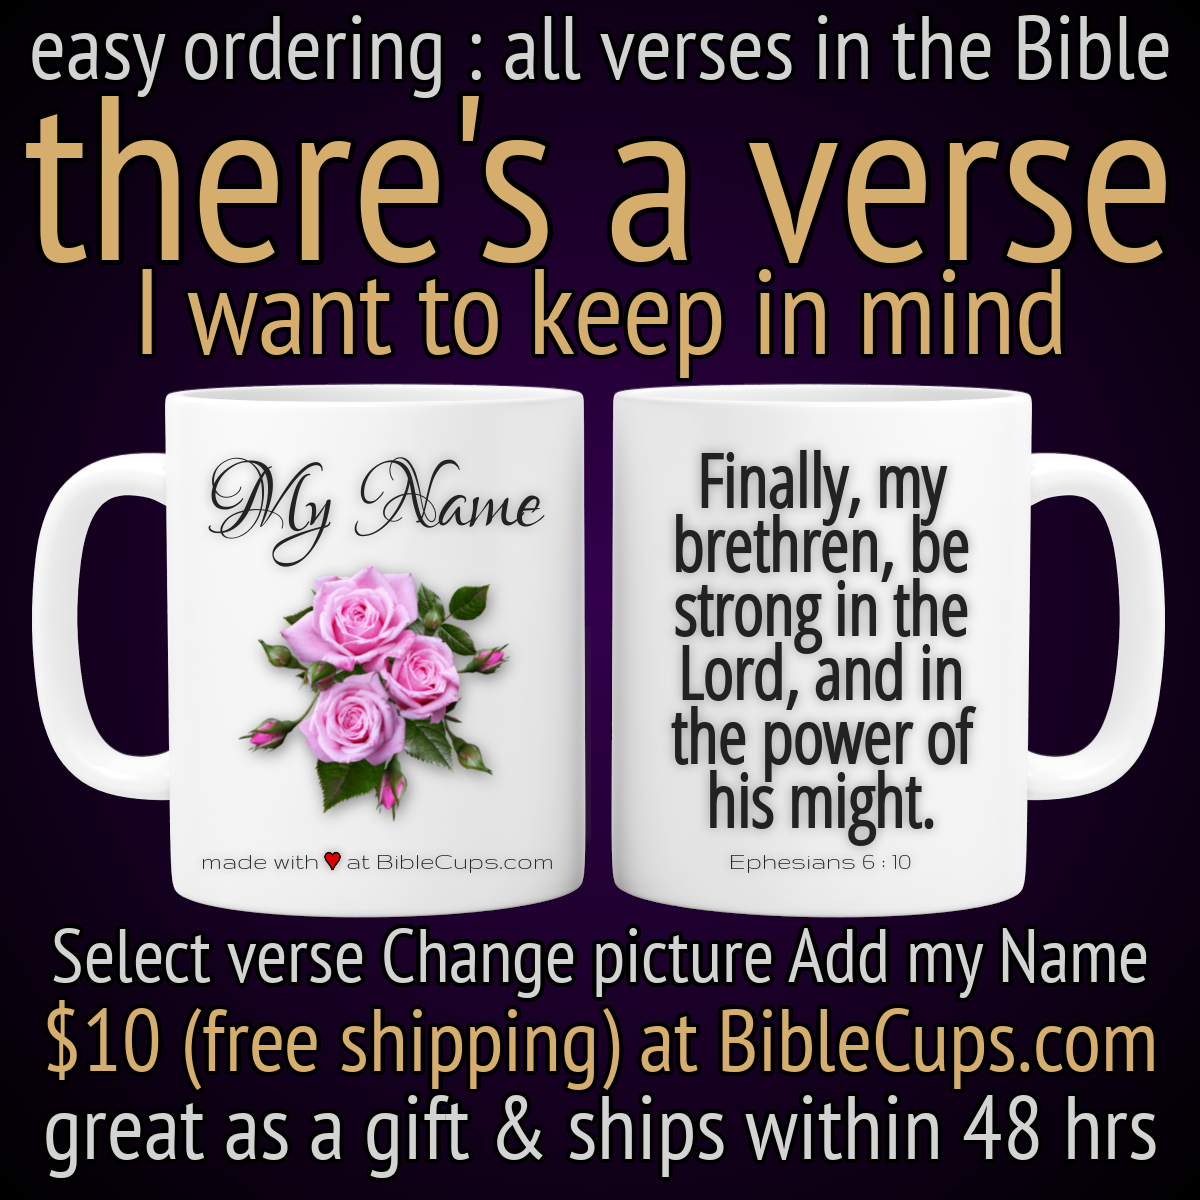 easy ordering : all verses in the Bible
there's a verse
I want to keep in mind
My Name
made with ♥ at BibleCups.com
Finally, my
brethren, be
strong in the
Lord, and in
the power of
his might.
Ephesians 6 : 10
Select verse Change picture Add my Name
$10 (free shipping) at BibleCups.com
great as a gift & ships within 48 hrs